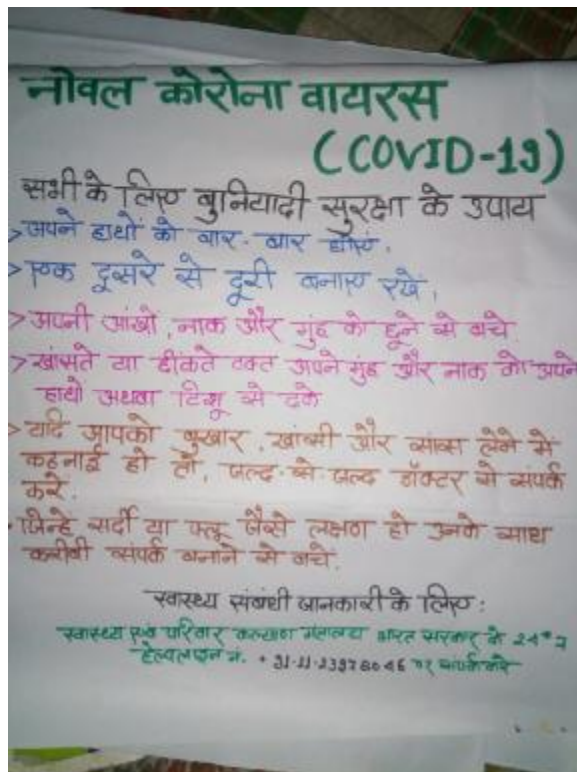 नोवल कोरोना वायरस
(COVID-19)
सभी के लिए बुनियादी सुरक्षा के उपाय
> अपने हाथों को बार-बार धोएं.
> एक दूसरे से दूरी बनाए रखें,
> अपनी आंखो, नाक और मुंह को छूने से बचे
> खांसते या छींकते वक्त अपने मुंह और नाक को अपने
हाथो अथवा टिशू से ढके
> यदि आपको बुखार, खांसी और सांस लेने में
कठनाई हो तो, जल्द-से-जल्द डॉक्टर से संपर्क
करे.
जिन्हे सर्दी या फ्लू जैसे लक्षण हो उनके साथ
करीबी संपर्क बनाने से बचे.
स्वास्थ्य संबंधी जानकारी के लिए:
स्वास्थ्य एवं परिवार कल्याण मंत्रालय भारत सरकार के 24*7
हेल्पलाइन नं. +91-11-23978046 पर संपर्क करे